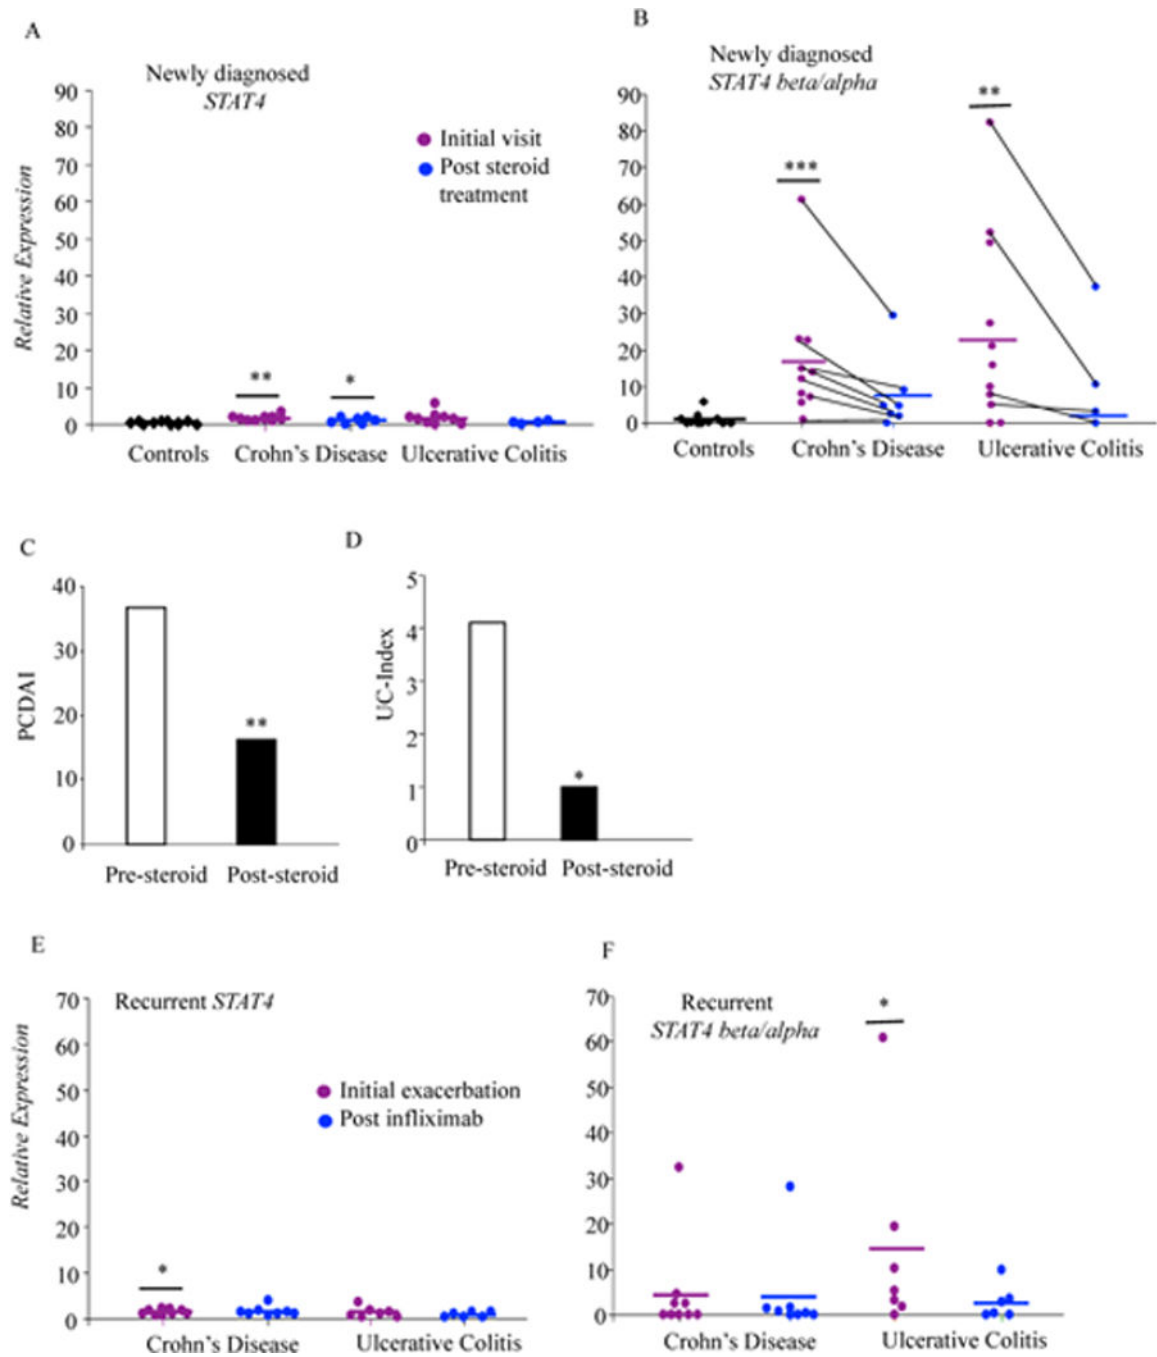 A
Newly diagnosed
STAT4
Relative Expression
90
80
70
60
50
40
30
20
10
0
Initial visit
Post steroid
treatment
**
*
Controls
Crohn's Disease
Ulcerative Colitis
B
Newly diagnosed
STAT4 beta/alpha
90
80
70
60
50
40
30
20
10
0
***
**
Controls
Crohn's Disease
Ulcerative Colitis
C
PCDAI
40
30
20
10
0
**
Pre-steroid
Post-steroid
D
UC-Index
5
4
3
2
1
0
*
Pre-steroid
Post-steroid
E
Recurrent STAT4
Relative Expression
70
60
50
40
30
20
10
0
Initial exacerbation
Post infliximab
*
Crohn's Disease
Ulcerative Colitis
F
Recurrent
STAT4 beta/alpha
70
60
50
40
30
20
10
0
*
Crohn's Disease
Ulcerative Colitis